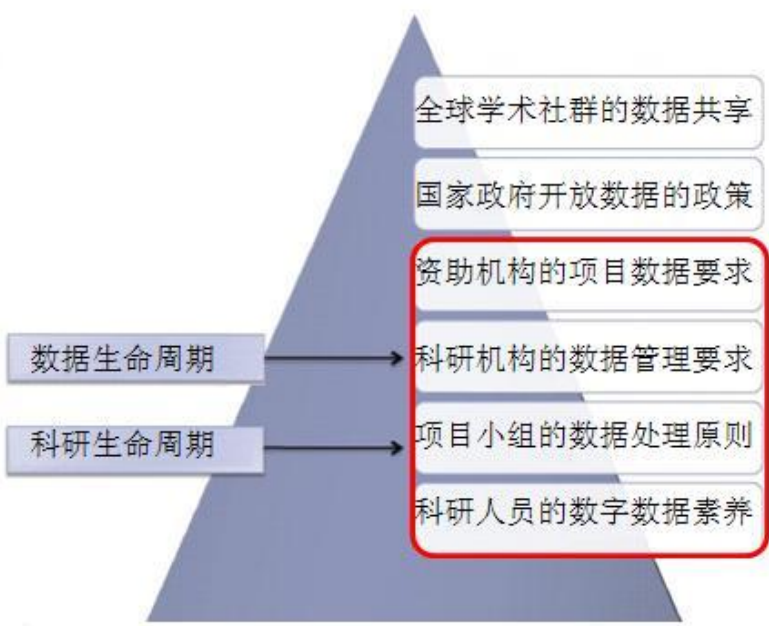 全球学术社群的数据共享
国家政府开放数据的政策
资助机构的项目数据要求
数据生命周期
科研机构的数据管理要求
科研生命周期
项目小组的数据处理原则
科研人员的数字数据素养